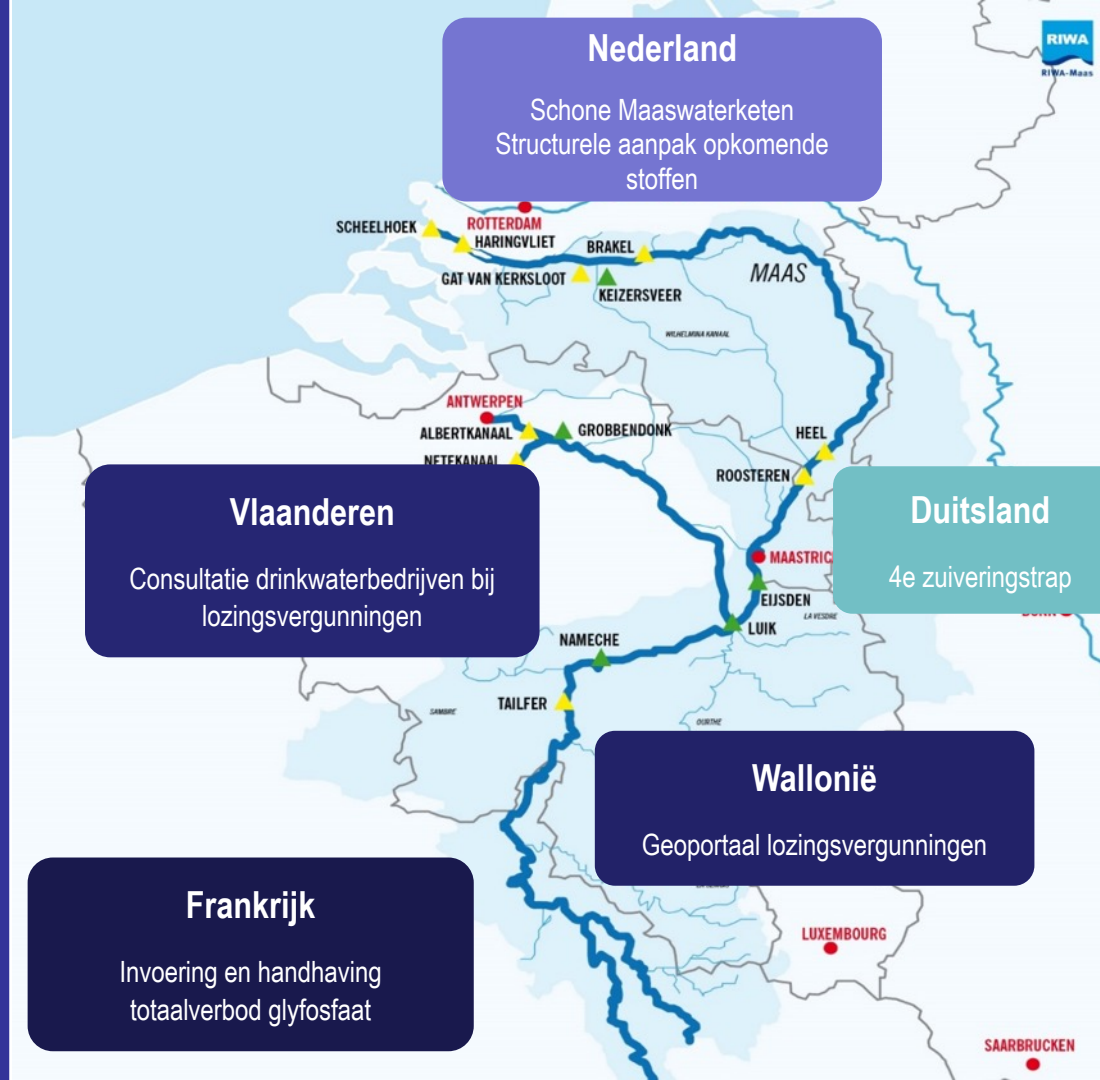 RIWA
RIWA-Maas
Nederland
Schone Maaswaterketen
Structurele aanpak opkomende
stoffen
SCHEELHOEK
ROTTERDAM
HARINGVLIET
BRAKEL
GAT VAN KERKSLOOT
KEIZERSVEER
MAAS
WILHELMINA KANAAL
ANTWERPEN
ALBERTKANAAL
GROBBENDONK
NETEKANAAL
HEEL
ROOSTEREN
Vlaanderen
Consultatie drinkwaterbedrijven bij
lozingsvergunningen
Duitsland
4e zuiveringstrap
MAASTRIC
EIJSDEN
LA VESDRE
LUIK
NAMECHE
TAILFER
SAMBRE
OURTHE
Wallonië
Geoportaal lozingsvergunningen
Frankrijk
Invoering en handhaving
totaalverbod glyfosfaat
LUXEMBOURG
SAARBRUCKEN